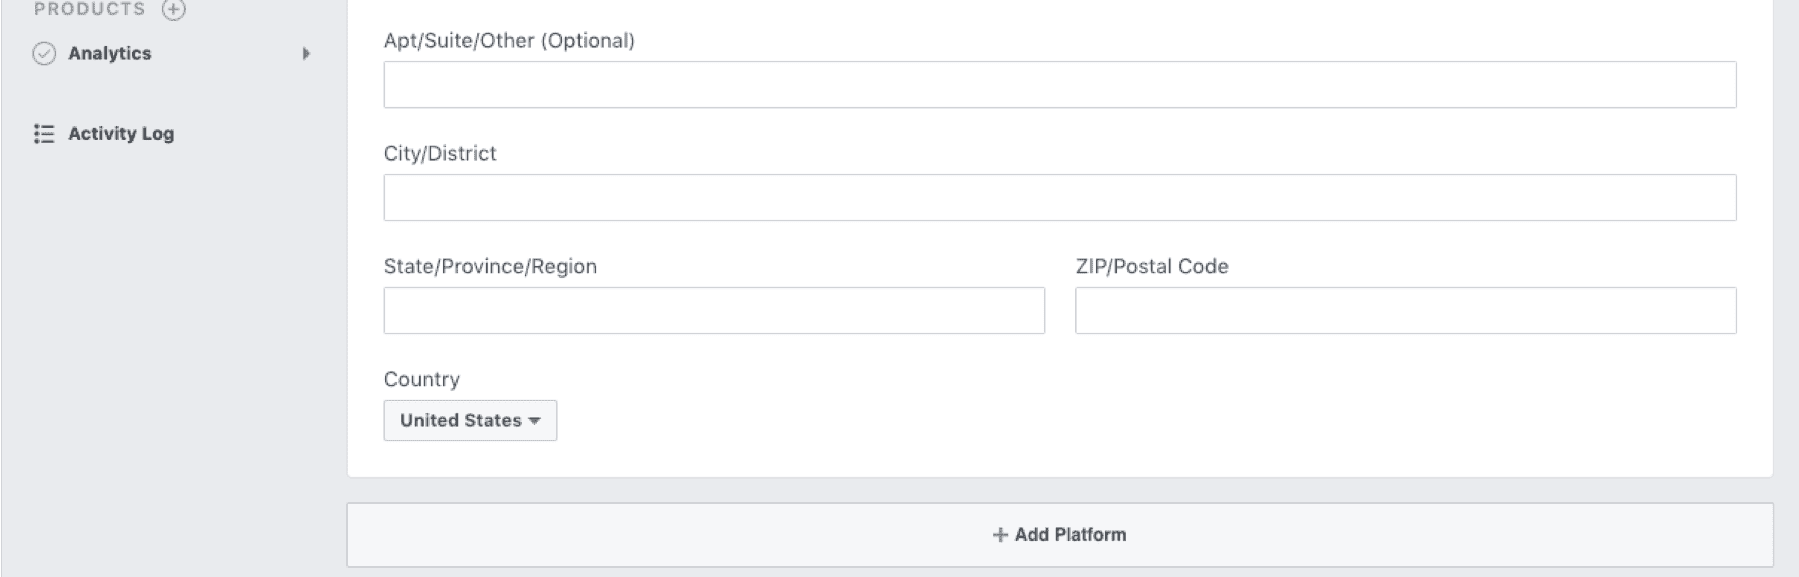 PRODUCTS
Analytics
Activity Log
Apt/Suite/Other (Optional)
City/District
State/Province/Region
ZIP/Postal Code
Country
United States
+ Add Platform